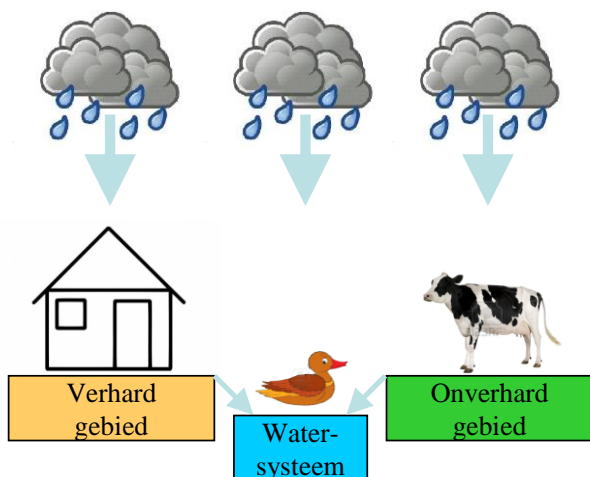 Verhard
gebied
Water-
systeem
Onverhard
gebied